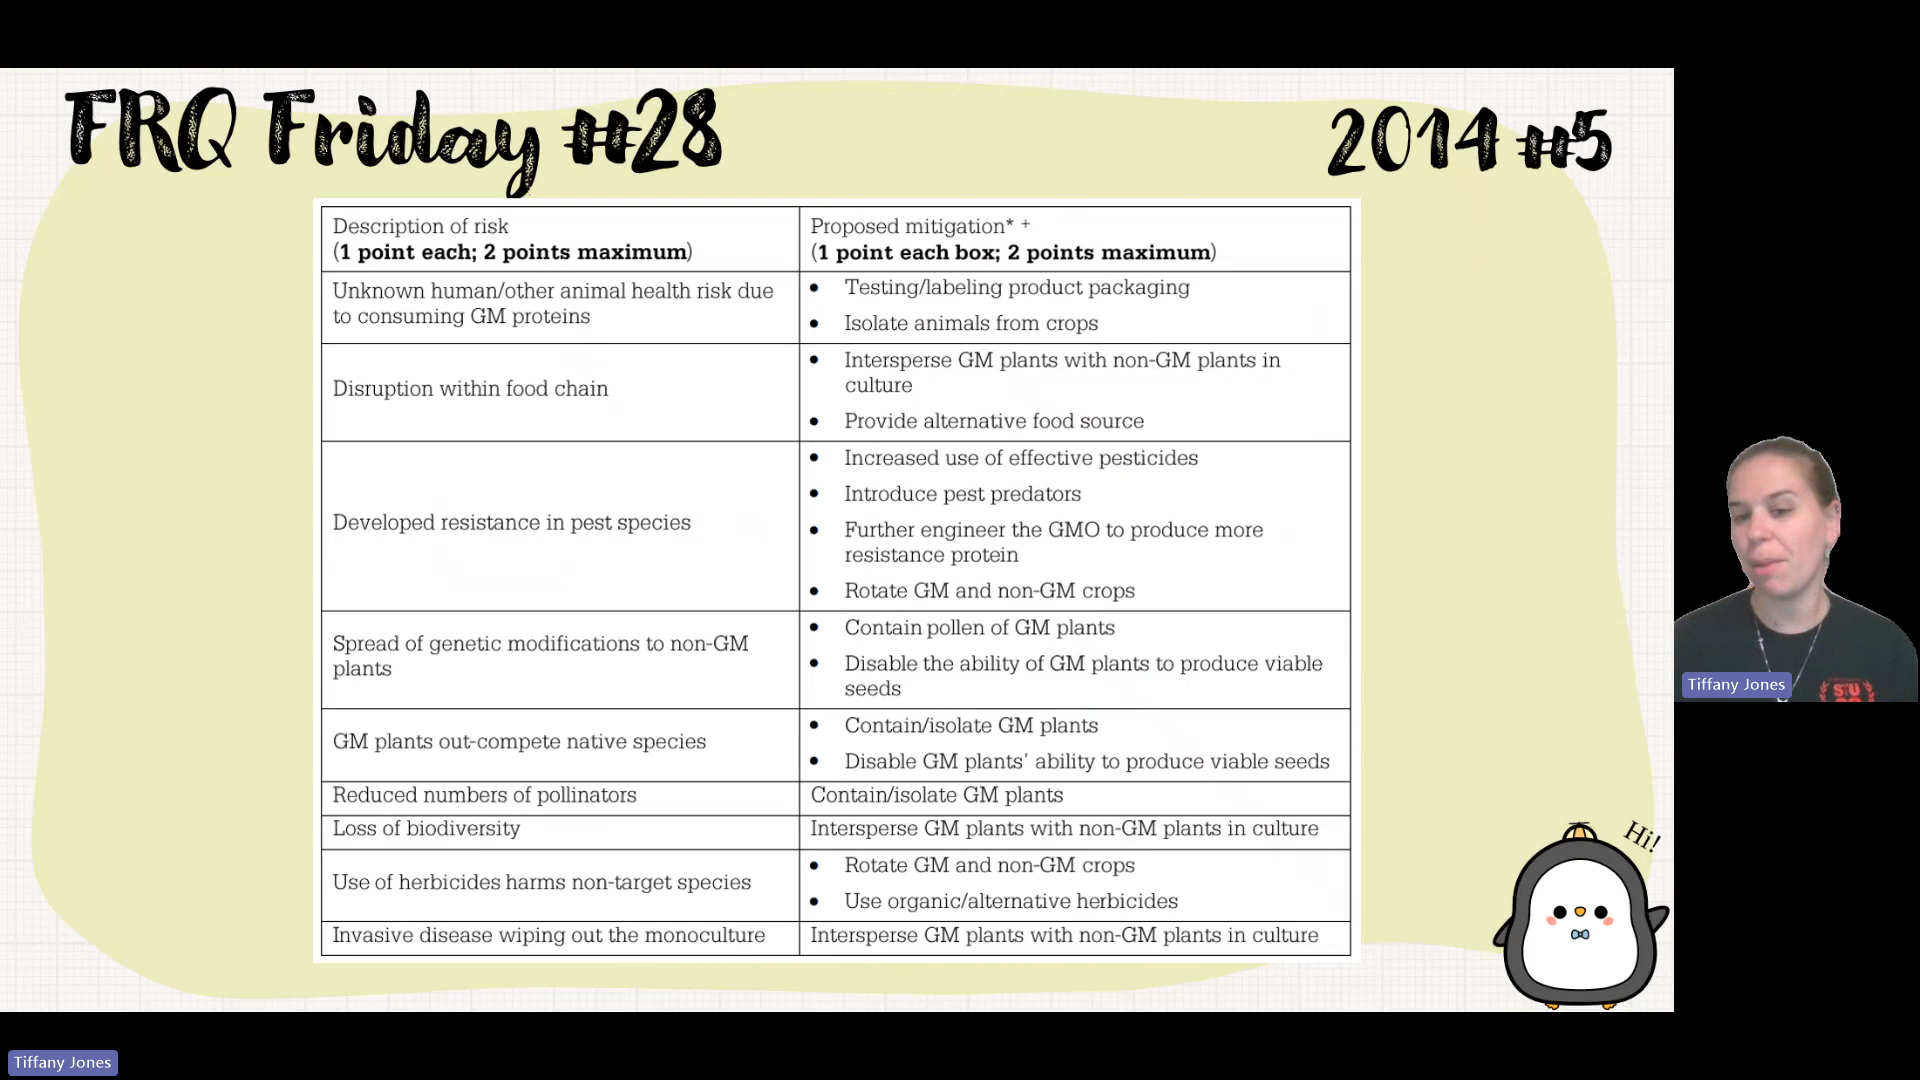 FRQ Friday #28
2014 #5
Description of risk
(1 point each; 2 points maximum)
Proposed mitigation* +
(1 point each box; 2 points maximum)
Unknown human/other animal health risk due
to consuming GM proteins
• Testing/labeling product packaging
• Isolate animals from crops
Disruption within food chain
• Intersperse GM plants with non-GM plants in
culture
• Provide alternative food source
Developed resistance in pest species
• Increased use of effective pesticides
• Introduce pest predators
• Further engineer the GMO to produce more
resistance protein
• Rotate GM and non-GM crops
Spread of genetic modifications to non-GM
plants
• Contain pollen of GM plants
• Disable the ability of GM plants to produce viable
seeds
GM plants out-compete native species
• Contain/isolate GM plants
• Disable GM plants' ability to produce viable seeds
Reduced numbers of pollinators
Contain/isolate GM plants
Loss of biodiversity
Intersperse GM plants with non-GM plants in culture
Use of herbicides harms non-target species
• Rotate GM and non-GM crops
• Use organic/alternative herbicides
Invasive disease wiping out the monoculture
Intersperse GM plants with non-GM plants in culture
Hi!
Tiffany Jones
STU
Tiffany Jones